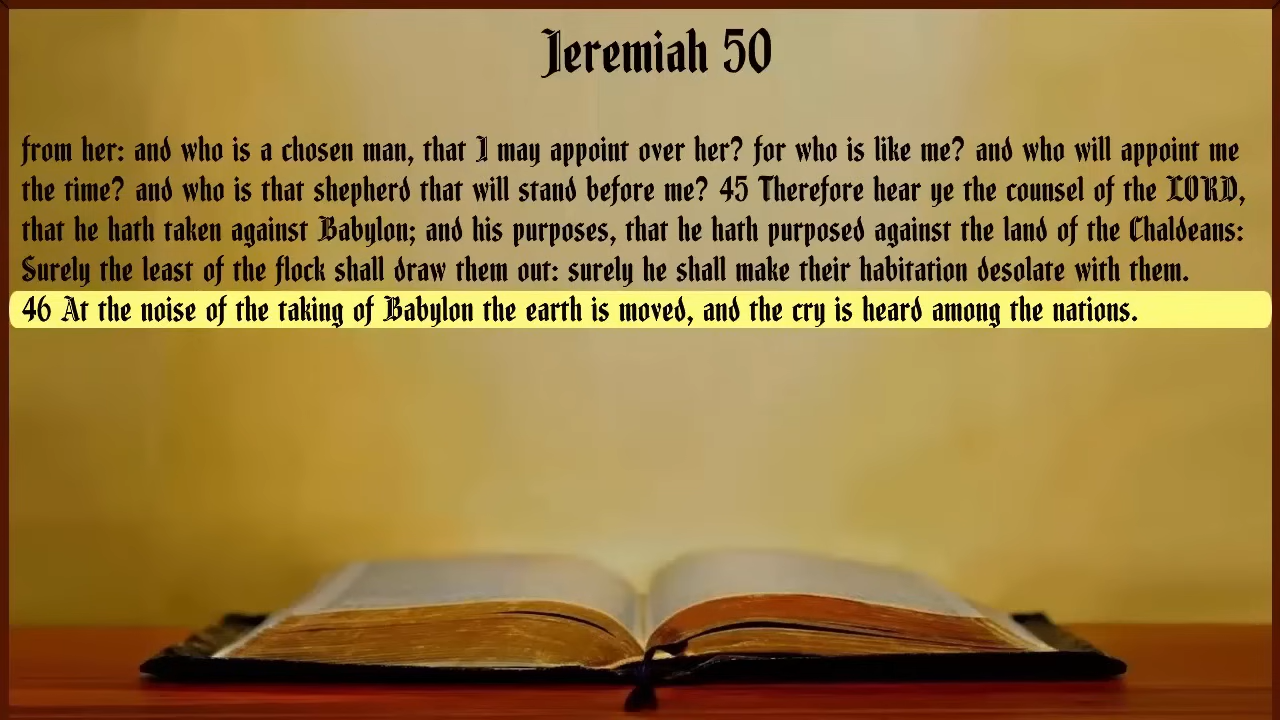 Jeremiah 50
from her: and who is a chosen man, that I may appoint over her? for who is like me? and who will appoint me
the time? and who is that shepherd that will stand before me? 45 Therefore hear ye the counsel of the LORD,
that he hath taken against Babylon; and his purposes, that he hath purposed against the land of the Chaldeans:
Surely the least of the flock shall draw them out: surely he shall make their habitation desolate with them.
46 At the noise of the taking of Babylon the earth is moved, and the cry is heard among the nations.